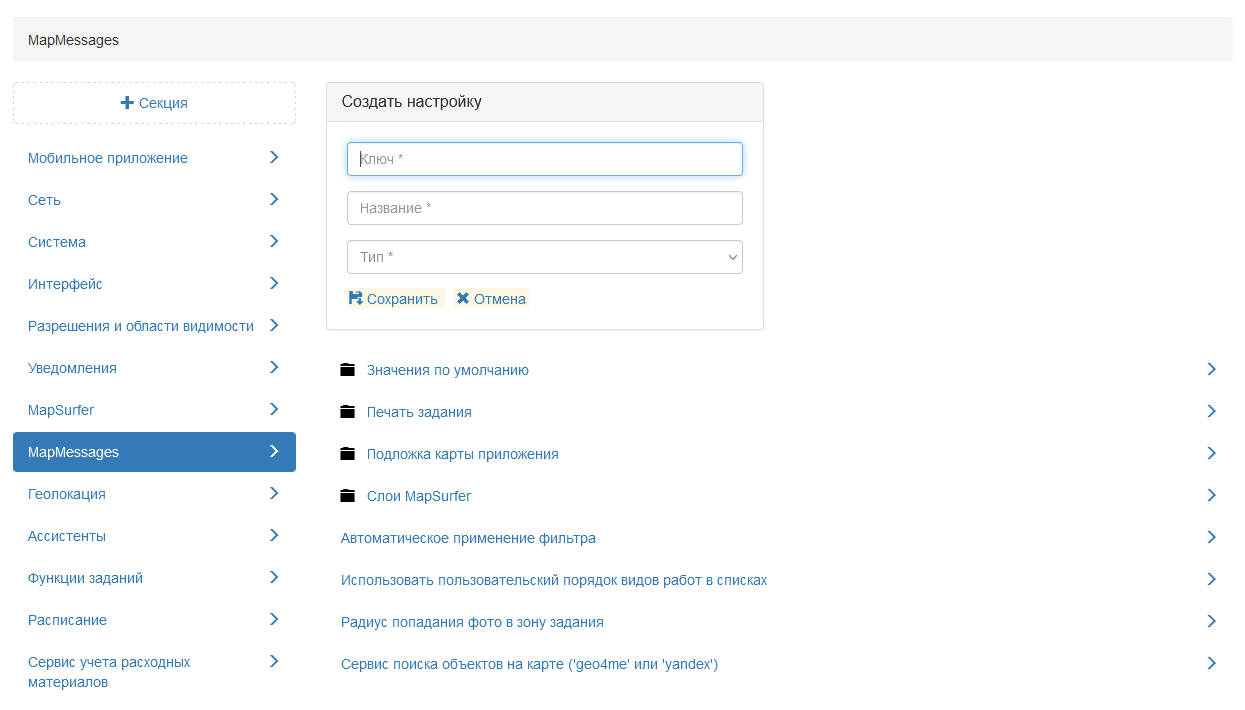 MapMessages
Секция
Мобильное приложение
Сеть
Система
Интерфейс
Разрешения и области видимости
Уведомления
MapSurfer
MapMessages
Геолокация
Ассистенты
Функции заданий
Расписание
Сервис учета расходных
материалов
Создать настройку
Ключ *
Название *
Тип *
Сохранить Отмена
Значения по умолчанию
Печать задания
Подложка карты приложения
Слои MapSurfer
Автоматическое применение фильтра
Использовать пользовательский порядок видов работ в списках
Радиус попадания фото в зону задания
Сервис поиска объектов на карте ('geo4me' или 'yandex')